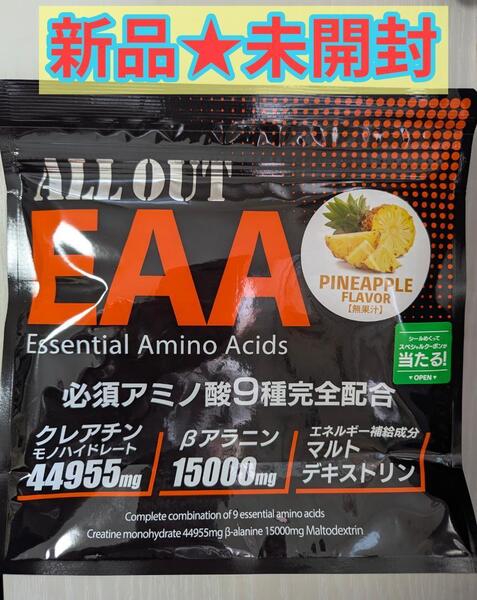 新品★未開封
ALL OUT
EAA
Essential Amino Acids
PINEAPPLE
FLAVOR
【無果汁】
シールめくって
スペシャルクーポンが
当たる!
▼OPEN▼
必須アミノ酸9種完全配合
クレアチン
モノハイドレート
44955mg
βアラニン
15000mg
エネルギー補給成分
マルト
デキストリン
Complete combination of 9 essential amino acids
Creatine monohydrate 44955mg β-alanine 15000mg Maltodextrin